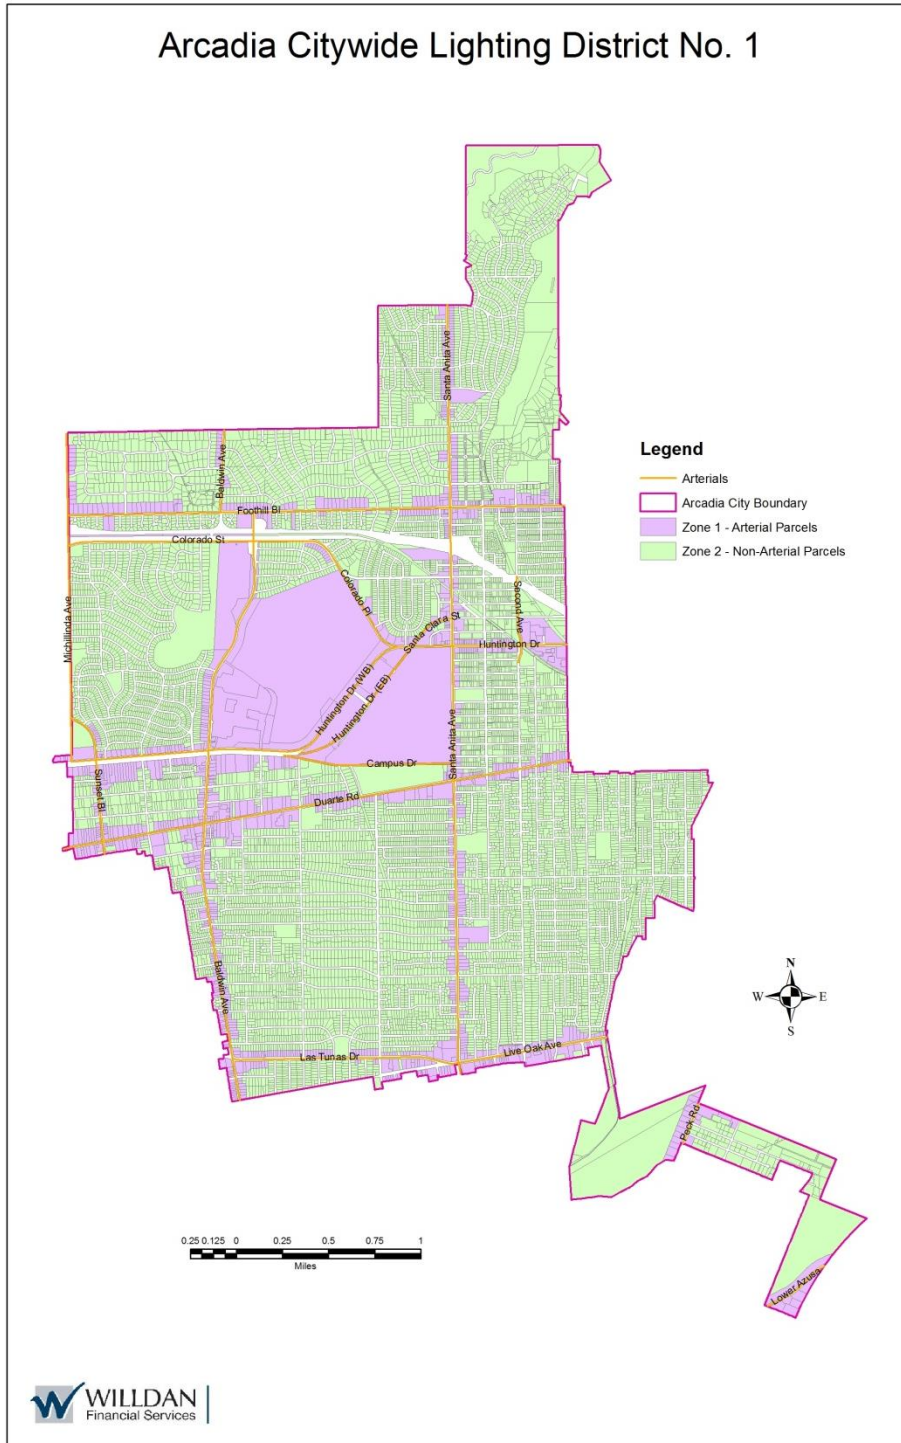 Arcadia Citywide Lighting District No. 1
Santa Anita Ave
Baldwin Ave
Foothill Bl
Colorado St
Colorado Pl
Michillinda Ave
Second Ave
Santa Clara St
Huntington Dr
Huntington Dr (WB)
Huntington Dr (EB)
Santa Anita Ave
Campus Dr
Sunset Bl
Duarte Rd
Baldwin Ave
Las Tunas Dr
Live Oak Ave
Peck Rd
Lower Azusa
Legend
Arterials
Arcadia City Boundary
Zone 1 - Arterial Parcels
Zone 2 - Non-Arterial Parcels
N
W E
S
0.25 0.125 0 0.25 0.5 0.75 1
Miles
WILLDAN
Financial Services